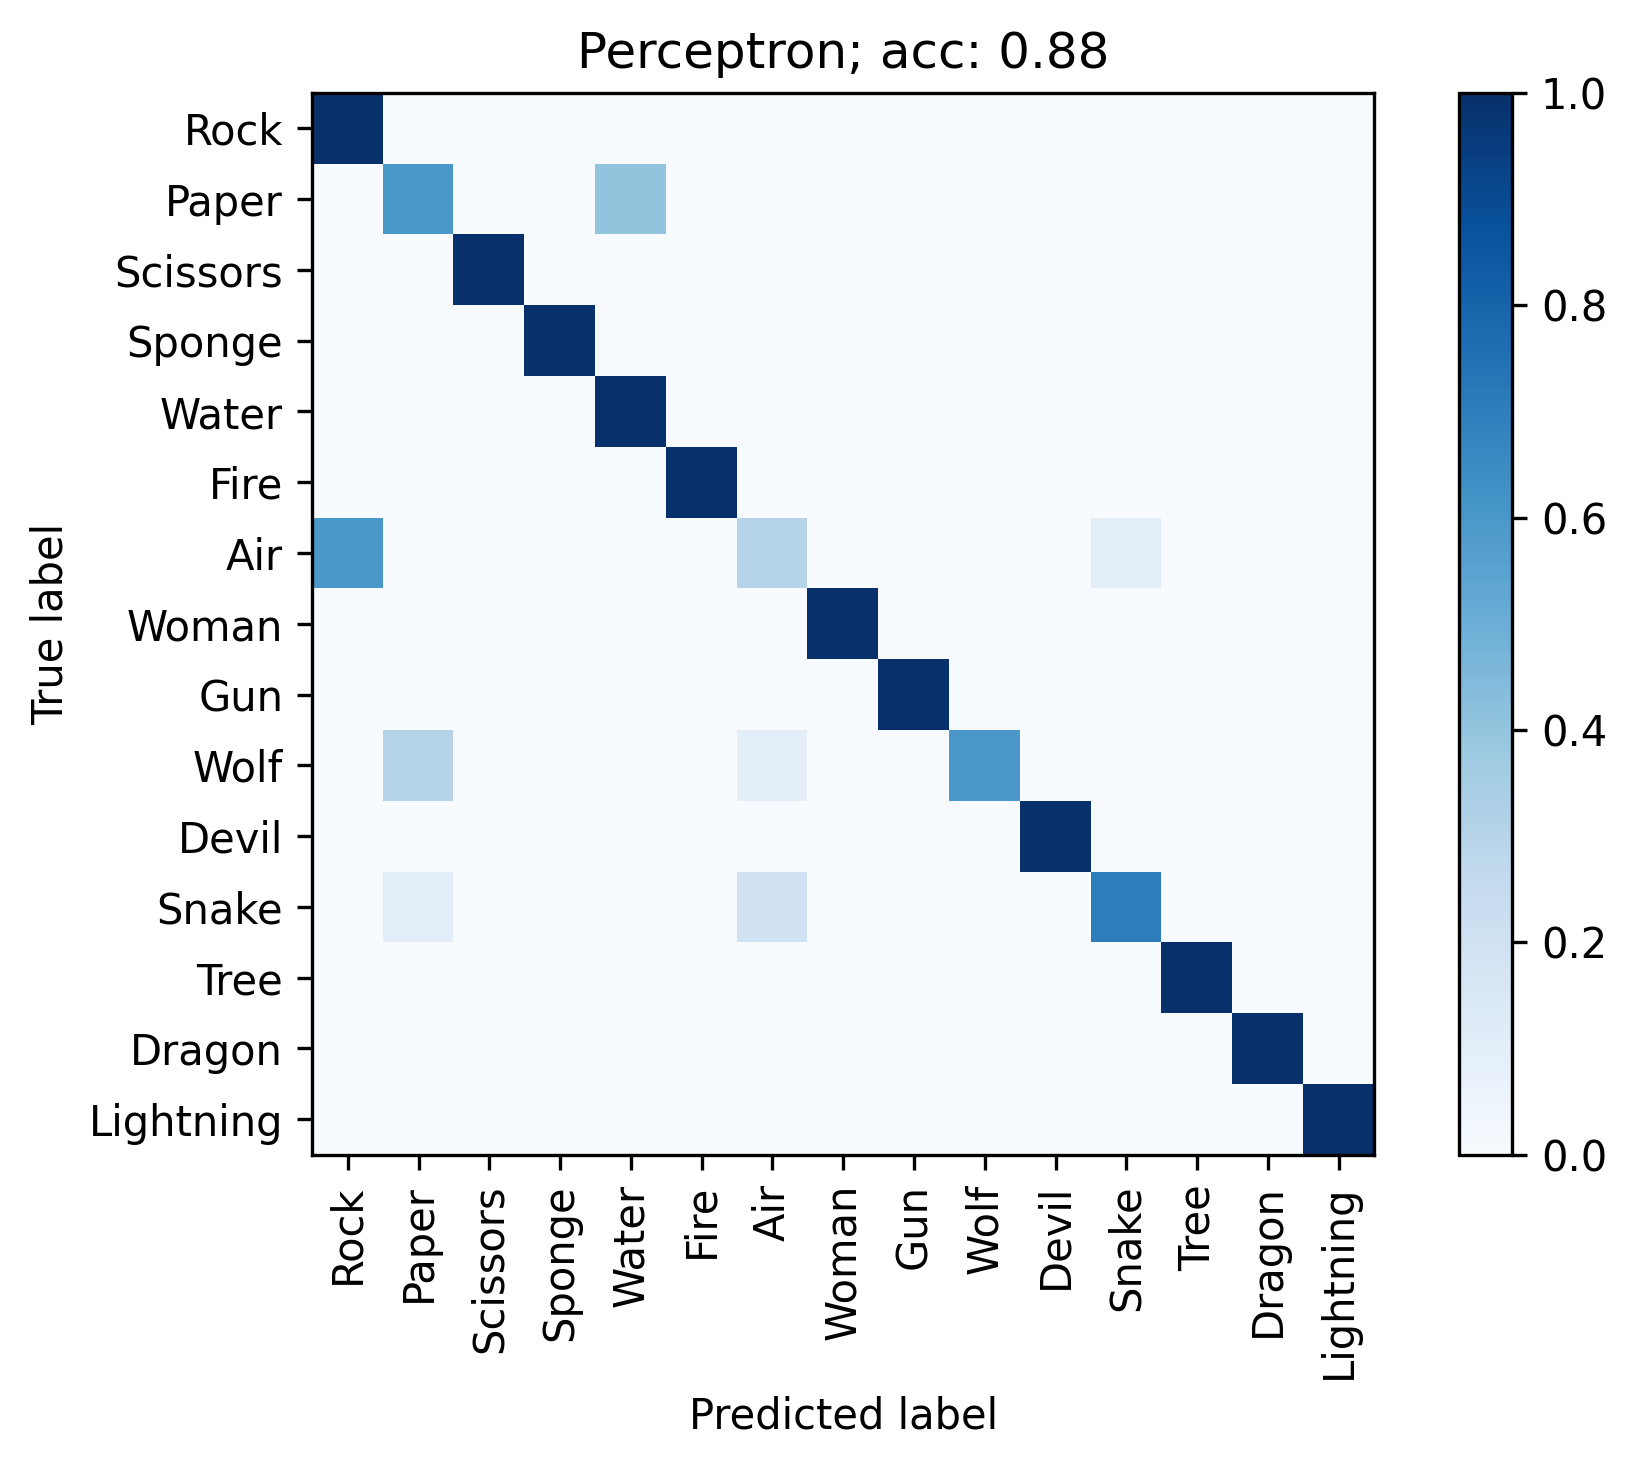 Perceptron; acc: 0.88
True label
Rock
Paper
Scissors
Sponge
Water
Fire
Air
Woman
Gun
Wolf
Devil
Snake
Tree
Dragon
Lightning
Rock
Paper
Scissors
Sponge
Water
Fire
Air
Woman
Gun
Wolf
Devil
Snake
Tree
Dragon
Lightning
Predicted label
1.0
0.8
0.6
0.4
0.2
0.0